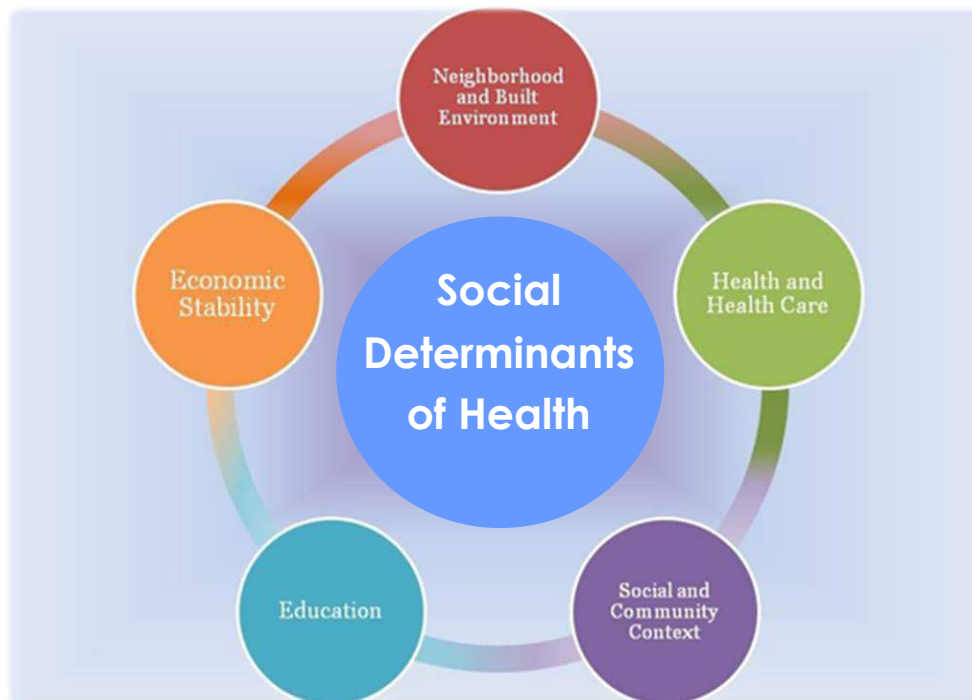 Neighborhood
and Built
Environment
Economic
Stability
Social
Determinants
of Health
Health and
Health Care
Education
Social and
Community
Context